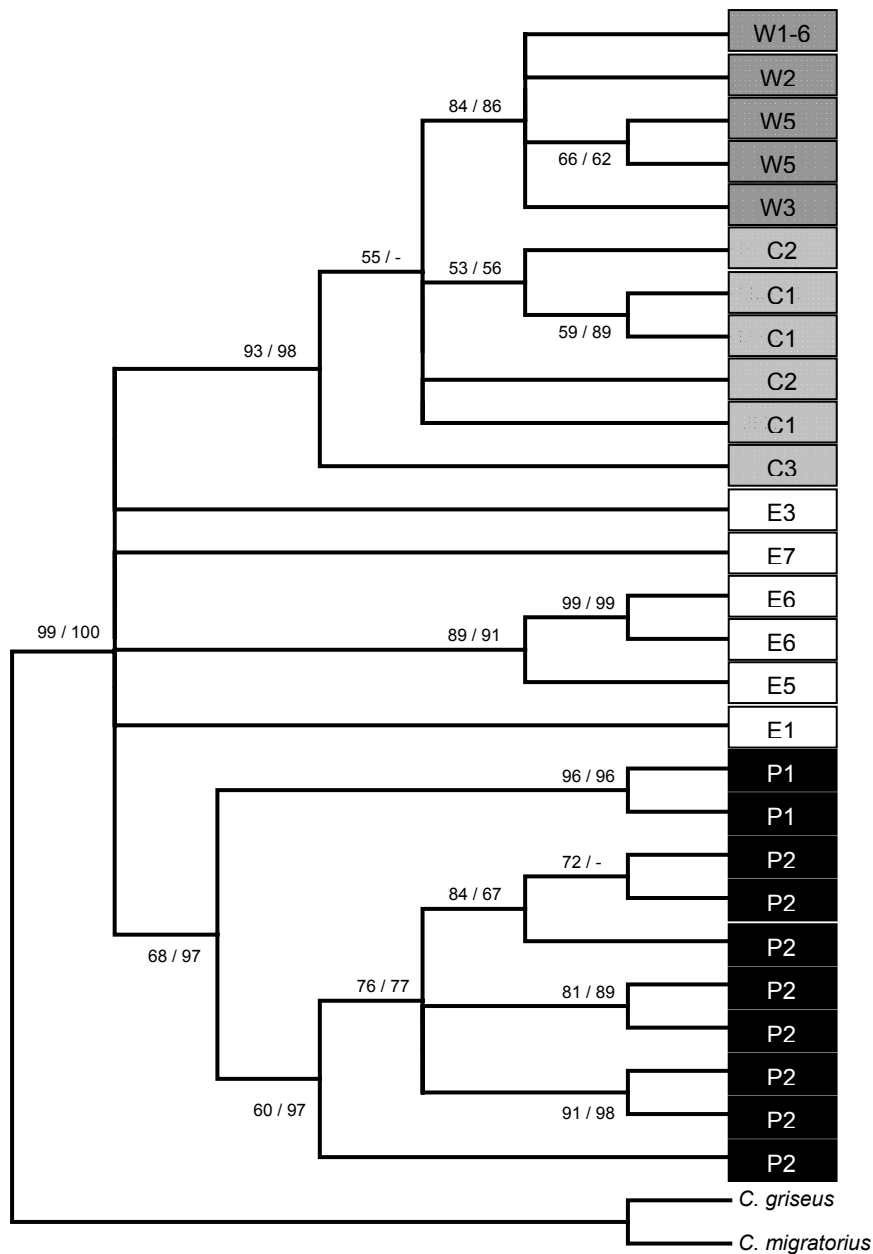 W1-6
W2
84 / 86
W5
66 / 62
W5
W3
C2
55 / -
53 / 56
C1
59 / 89
C1
93 / 98
C2
C1
C3
E3
E7
99 / 99
E6
99 / 100
89 / 91
E6
E5
E1
96 / 96
P1
P1
72 / -
P2
84 / 67
P2
68 / 97
P2
76 / 77
81 / 89
P2
P2
60 / 97
P2
91 / 98
P2
P2
C. griseus
C. migratorius